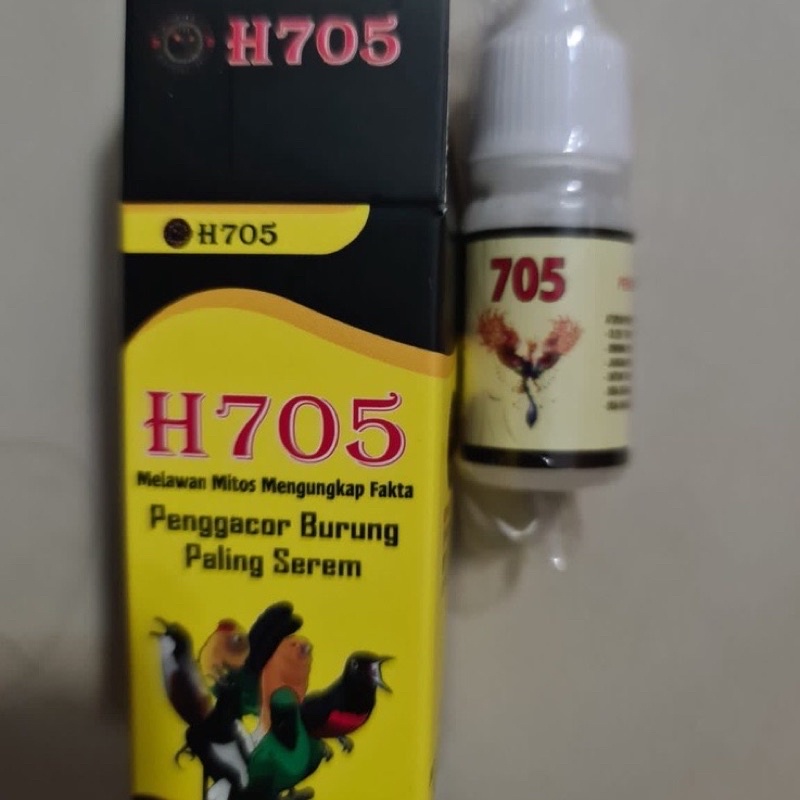 H705
H705
H705
Melawan Mitos Mengungkap Fakta
Penggacor Burung
Paling Serem
705